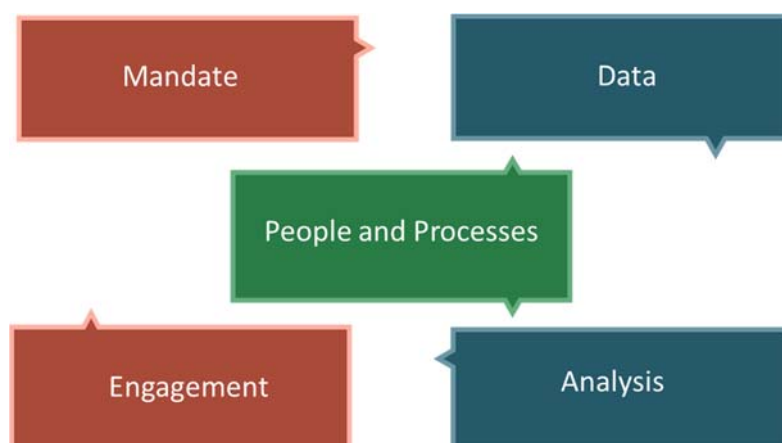 Mandate
Data
People and Processes
Engagement
Analysis